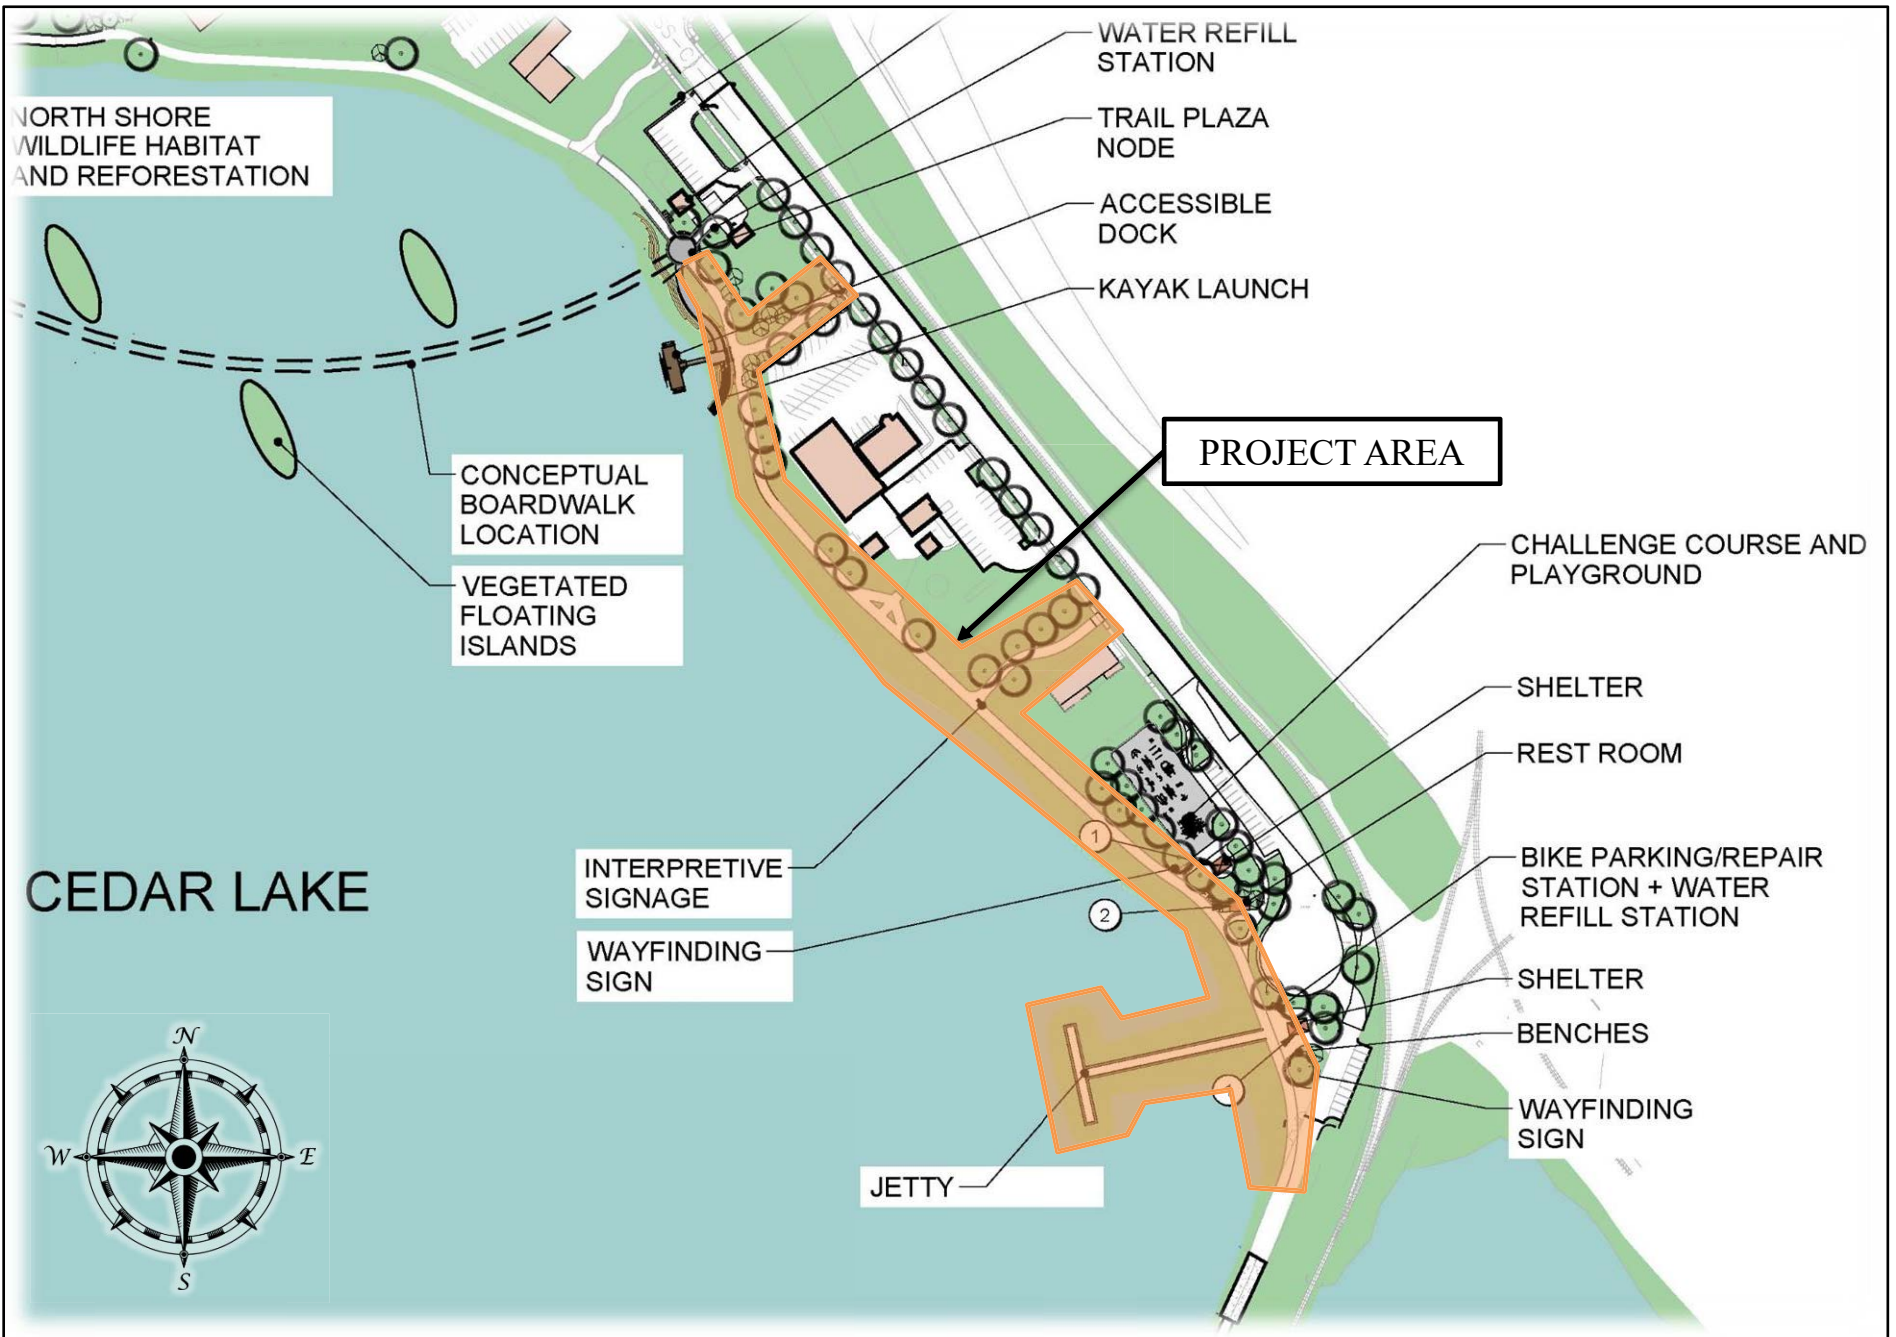 WATER REFILL
STATION
TRAIL PLAZA
NODE
ACCESSIBLE
DOCK
KAYAK LAUNCH
NORTH SHORE
WILDLIFE HABITAT
AND REFORESTATION
PROJECT AREA
CONCEPTUAL
BOARDWALK
LOCATION
VEGETATED
FLOATING
ISLANDS
CHALLENGE COURSE AND
PLAYGROUND
SHELTER
REST ROOM
BIKE PARKING/REPAIR
STATION + WATER
REFILL STATION
SHELTER
BENCHES
WAYFINDING
SIGN
INTERPRETIVE
SIGNAGE
WAYFINDING
SIGN
1
2
CEDAR LAKE
JETTY
N
W
E
S